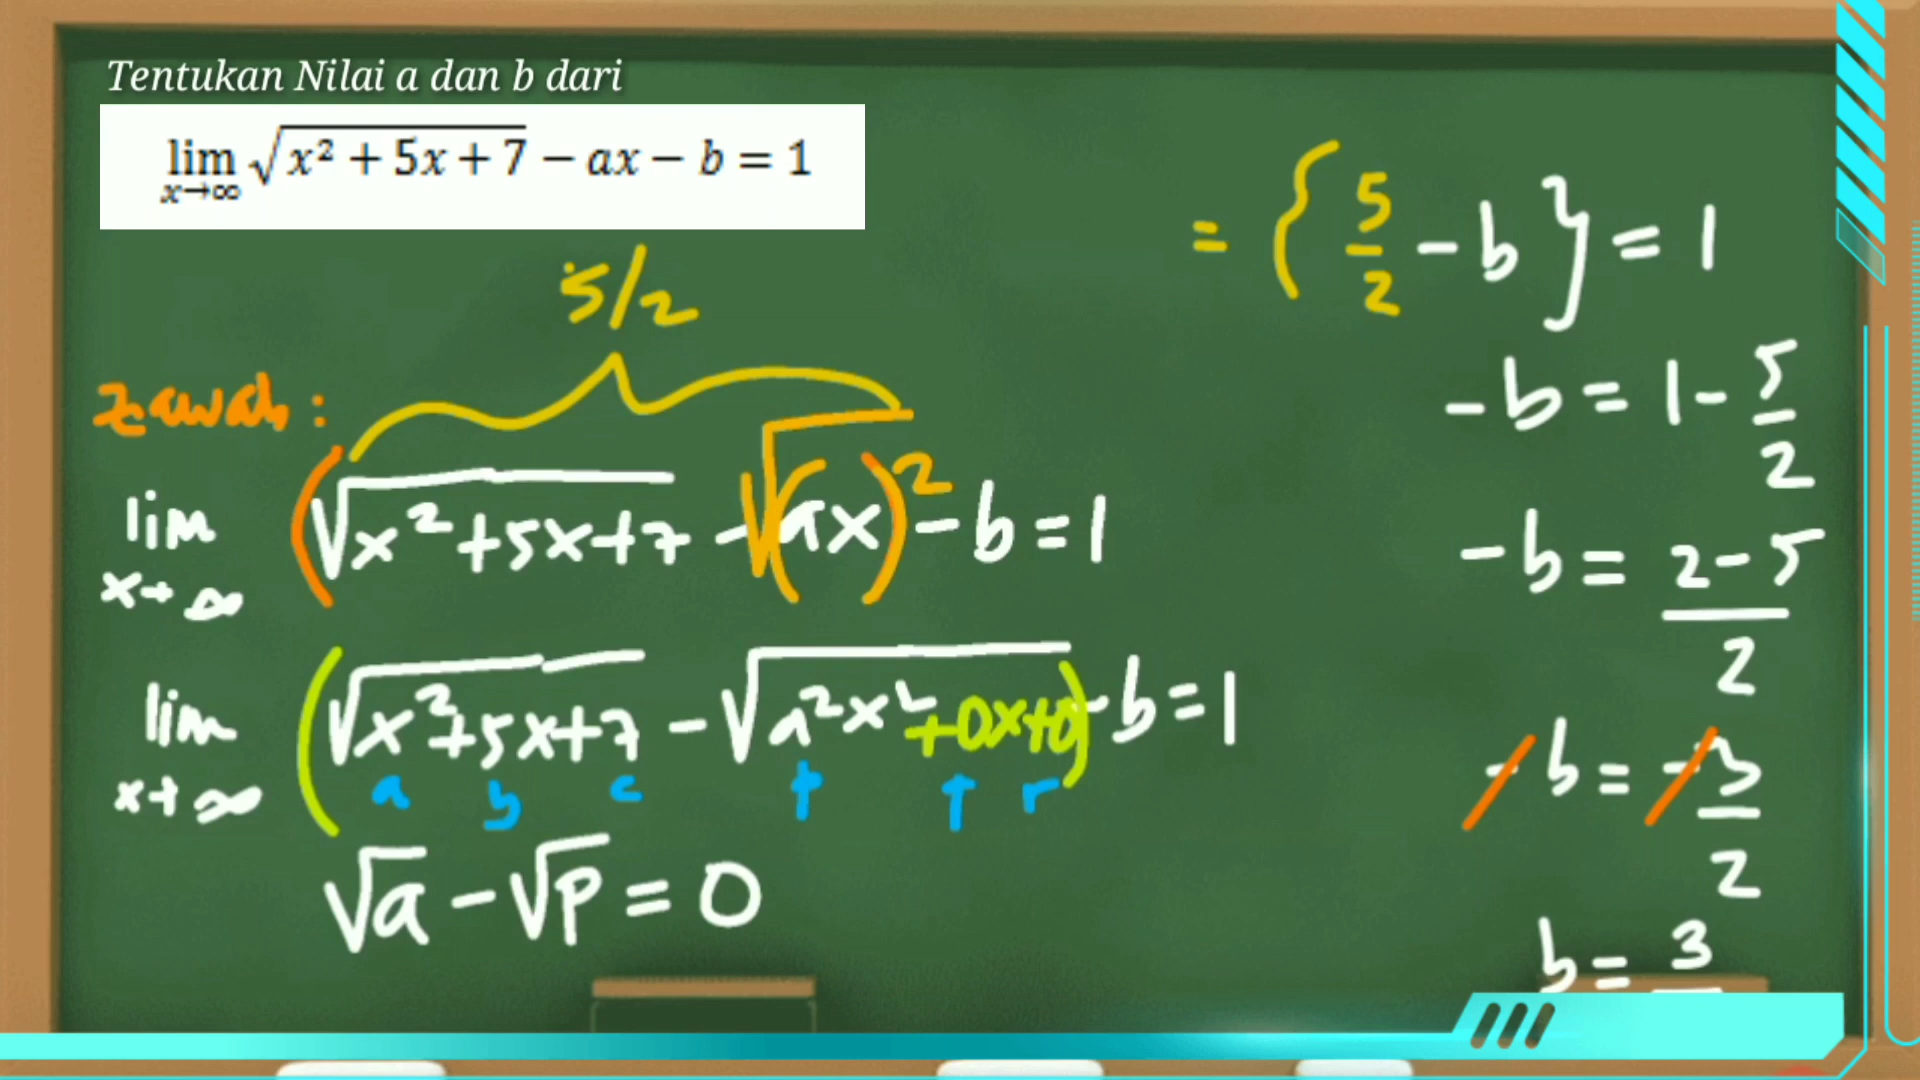 Tentukan Nilai a dan b dari
lim x→∞ √(x² + 5x + 7) − ax − b = 1
5/2
zawab :
lim x→∞ (√(x²+5x+7) − √(ax)² − b = 1
lim x→∞ (√(x²+5x+7) − √(a²x²+0x+0)) − b = 1
a b c p q r
√a − √p = 0
= { 5/2 − b } = 1
−b = 1 − 5/2
−b = 2−5/2
−b = −3/2
b = 3